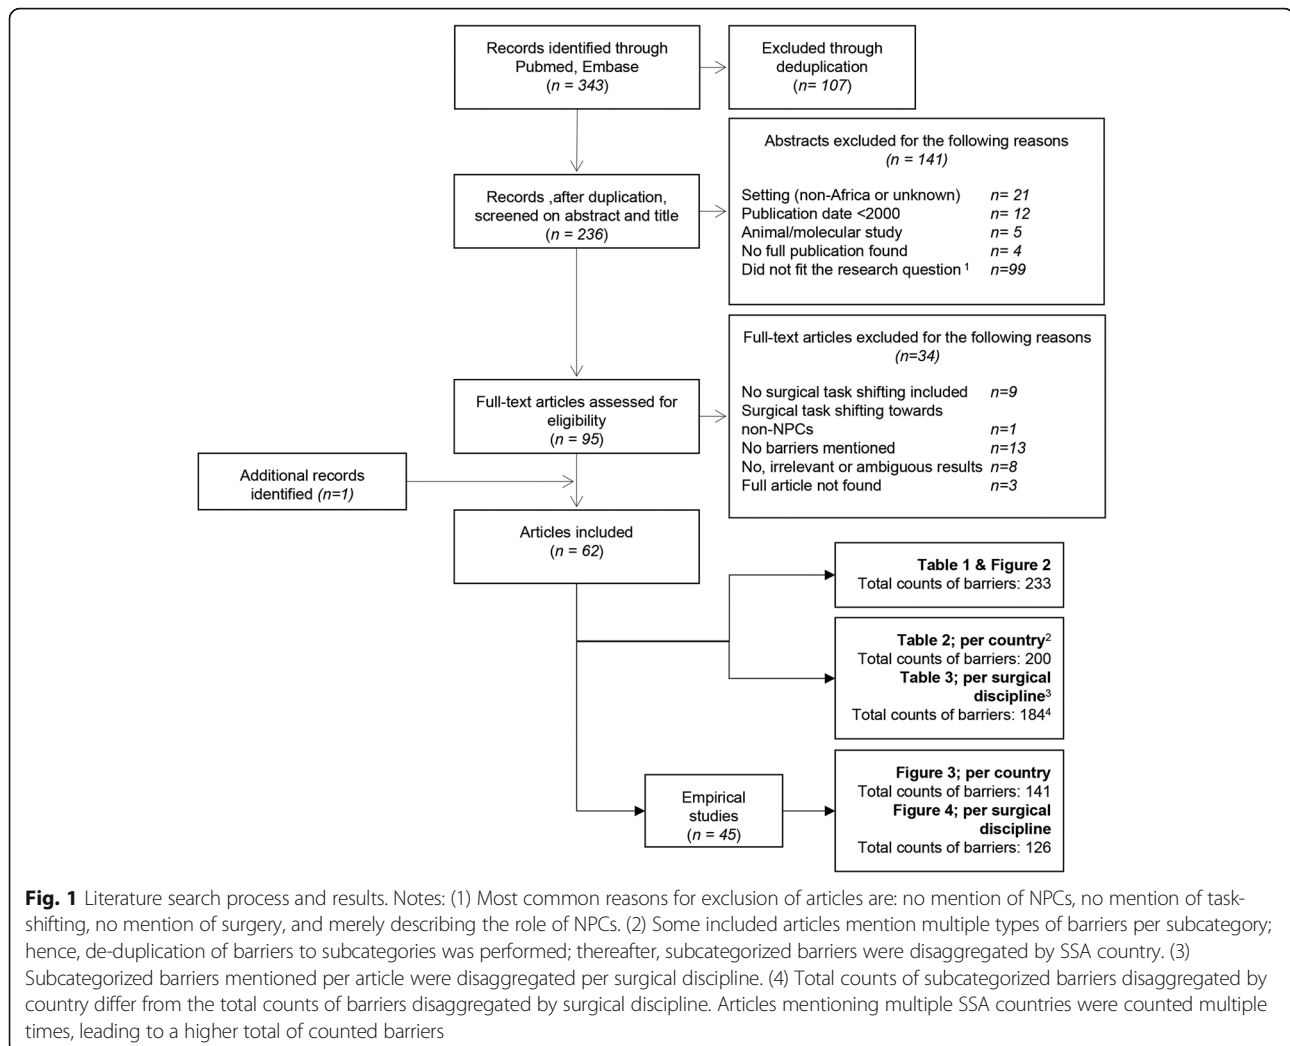 Records identified through
Pubmed, Embase
(n = 343)
Excluded through
deduplication
(n= 107)
Abstracts excluded for the following reasons
(n = 141)
Setting (non-Africa or unknown) n= 21
Publication date <2000 n= 12
Animal/molecular study n= 5
No full publication found n= 4
Did not fit the research question 1 n=99
Records ,after duplication,
screened on abstract and title
(n = 236)
Full-text articles excluded for the following reasons
(n=34)
No surgical task shifting included n=9
Surgical task shifting towards
non-NPCs n=1
No barriers mentioned n=13
No, irrelevant or ambiguous results n=8
Full article not found n=3
Full-text articles assessed for
eligibility
(n = 95)
Additional records
identified (n=1)
Articles included
(n = 62)
Table 1 & Figure 2
Total counts of barriers: 233
Table 2; per country2
Total counts of barriers: 200
Table 3; per surgical
discipline3
Total counts of barriers: 1844
Empirical
studies
(n = 45)
Figure 3; per country
Total counts of barriers: 141
Figure 4; per surgical
discipline
Total counts of barriers: 126
Fig. 1 Literature search process and results. Notes: (1) Most common reasons for exclusion of articles are: no mention of NPCs, no mention of task-
shifting, no mention of surgery, and merely describing the role of NPCs. (2) Some included articles mention multiple types of barriers per subcategory;
hence, de-duplication of barriers to subcategories was performed; thereafter, subcategorized barriers were disaggregated by SSA country. (3)
Subcategorized barriers mentioned per article were disaggregated per surgical discipline. (4) Total counts of subcategorized barriers disaggregated by
country differ from the total counts of barriers disaggregated by surgical discipline. Articles mentioning multiple SSA countries were counted multiple
times, leading to a higher total of counted barriers